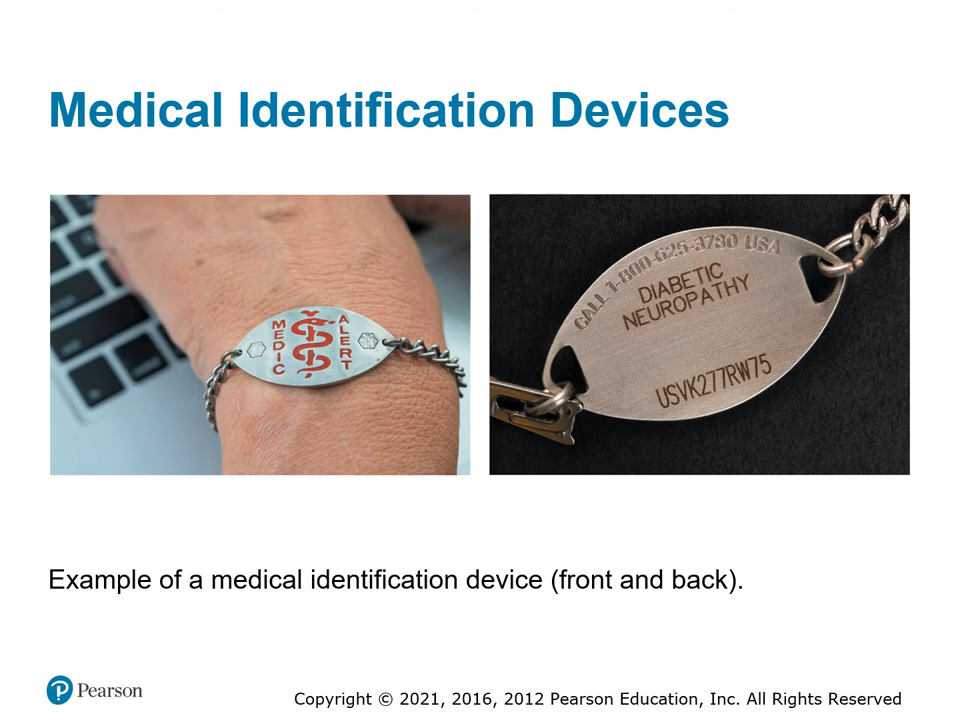 Medical Identification Devices
MEDIC
ALERT
CALL 1-800-625-3780 USA
DIABETIC
NEUROPATHY
USVK277RW75
Example of a medical identification device (front and back).
Pearson
Copyright © 2021, 2016, 2012 Pearson Education, Inc. All Rights Reserved